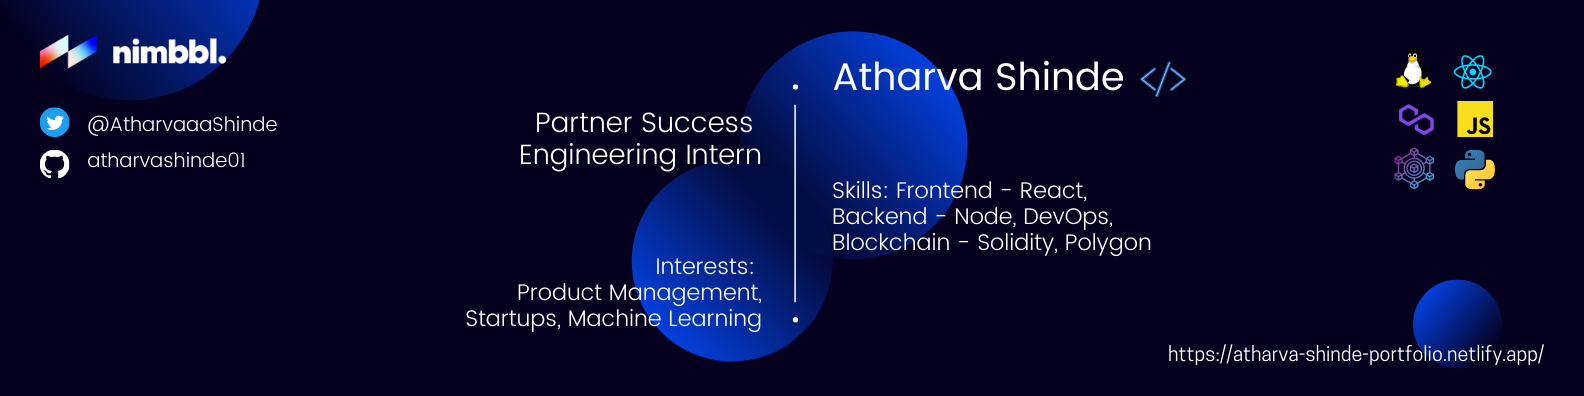 nimbbl.
@AtharvaaaShinde
atharvashinde01
Partner Success
Engineering Intern
Interests:
Product Management,
Startups, Machine Learning
Atharva Shinde </>
Skills: Frontend - React,
Backend - Node, DevOps,
Blockchain - Solidity, Polygon
JS
https://atharva-shinde-portfolio.netlify.app/